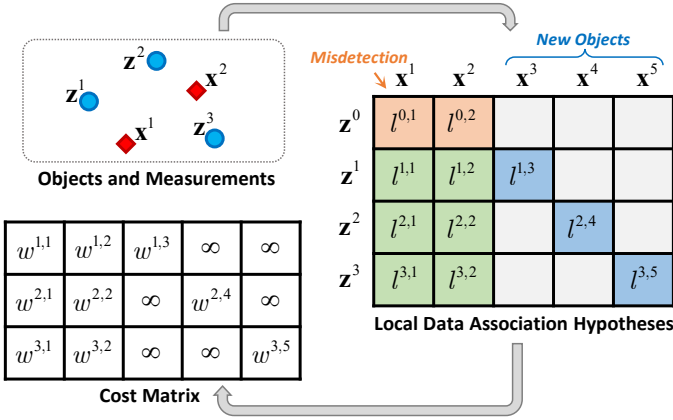 z² x²
z¹
z³
x¹
Objects and Measurements
New Objects
Misdetection
x¹ x² x³ x⁴ x⁵
z⁰ l⁰,¹ l⁰,²
z¹ l¹,¹ l¹,² l¹,³
z² l²,¹ l²,² l²,⁴
z³ l³,¹ l³,² l³,⁵
Local Data Association Hypotheses
w¹,¹ w¹,² w¹,³ ∞ ∞
w²,¹ w²,² ∞ w²,⁴ ∞
w³,¹ w³,² ∞ ∞ w³,⁵
Cost Matrix